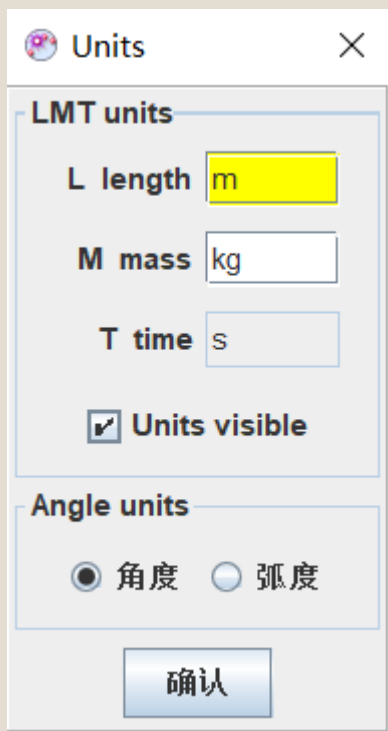 Units
LMT units
L length m
M mass kg
T time s
Units visible
Angle units
角度 弧度
确认